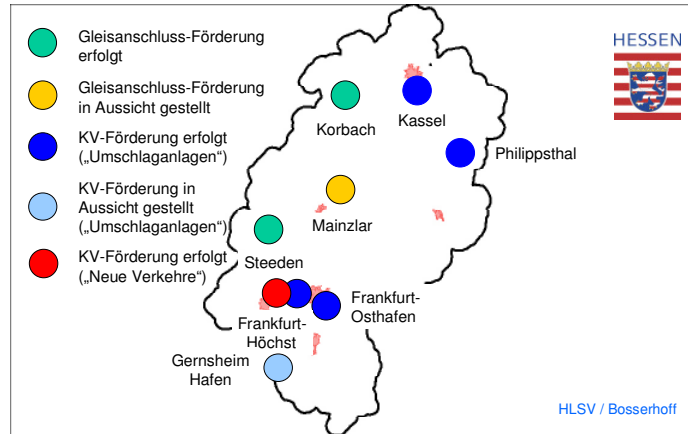 Gleisanschluss-Förderung
erfolgt
Gleisanschluss-Förderung
in Aussicht gestellt
KV-Förderung erfolgt
(„Umschlaganlagen“)
KV-Förderung in
Aussicht gestellt
(„Umschlaganlagen“)
KV-Förderung erfolgt
(„Neue Verkehre“)
HESSEN
Korbach
Kassel
Philippsthal
Mainzlar
Steeden
Frankfurt-
Osthafen
Frankfurt-
Höchst
Gernsheim
Hafen
HLSV / Bosserhoff